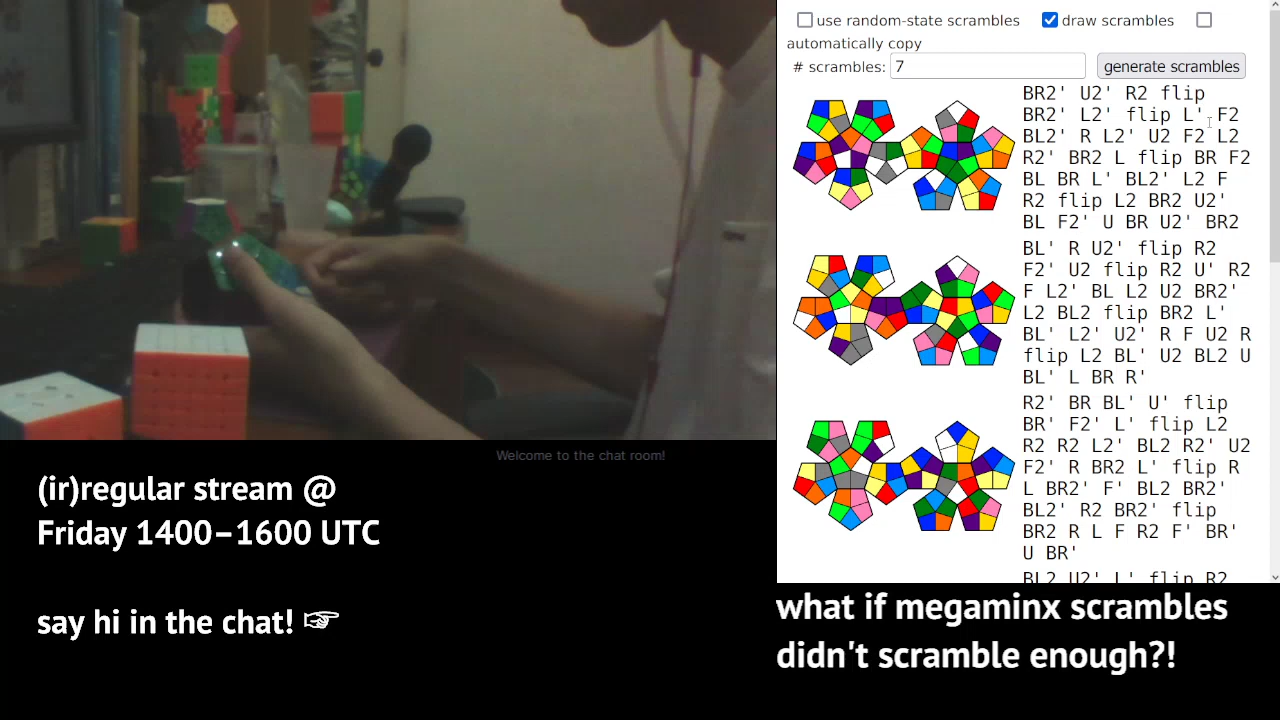 use random-state scrambles draw scrambles
automatically copy
# scrambles: 7 generate scrambles
BR2' U2' R2 flip
BR2' L2' flip L' F2
BL2' R L2' U2 F2 L2
R2' BR2 L flip BR F2
BL BR L' BL2' L2 F
R2 flip L2 BR2 U2'
BL F2' U BR U2' BR2
BL' R U2' flip R2
F2' U2 flip R2 U' R2
F L2' BL L2 U2 BR2'
L2 BL2 flip BR2 L'
BL' L2' U2' R F U2 R
flip L2 BL' U2 BL2 U
BL' L BR R'
R2' BR BL' U' flip
BR' F2' L' flip L2
R2 R2 L2' BL2 R2' U2
F2' R BR2 L' flip R
L BR2' F' BL2 BR2'
BL2' R2 BR2' flip
BR2 R L F R2 F' BR'
U BR'
BL2 U2' L' flip R2
Welcome to the chat room!
(ir)regular stream @
Friday 1400–1600 UTC
say hi in the chat! ☞
what if megaminx scrambles
didn't scramble enough?!